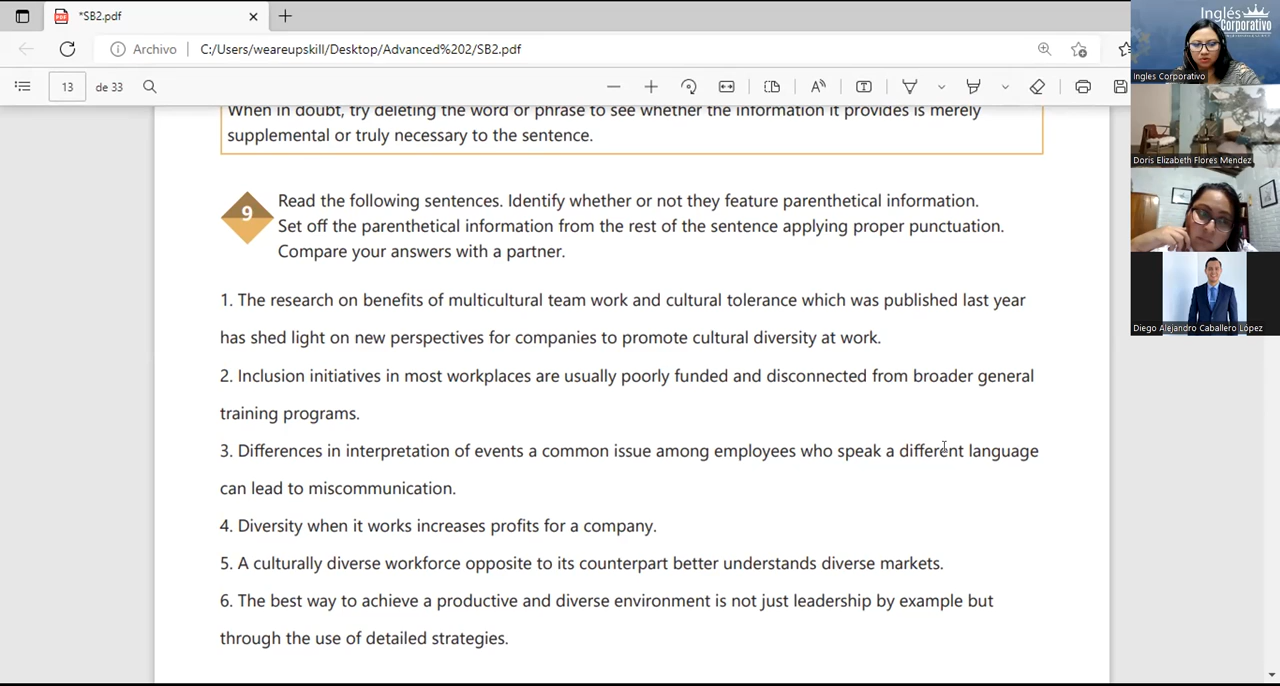 *SB2.pdf
Archivo
C:/Users/weareupskill/Desktop/Advanced%202/SB2.pdf
13 de 33
When in doubt, try deleting the word or phrase to see whether the information it provides is merely
supplemental or truly necessary to the sentence.
9
Read the following sentences. Identify whether or not they feature parenthetical information.
Set off the parenthetical information from the rest of the sentence applying proper punctuation.
Compare your answers with a partner.
1. The research on benefits of multicultural team work and cultural tolerance which was published last year
has shed light on new perspectives for companies to promote cultural diversity at work.
2. Inclusion initiatives in most workplaces are usually poorly funded and disconnected from broader general
training programs.
3. Differences in interpretation of events a common issue among employees who speak a different language
can lead to miscommunication.
4. Diversity when it works increases profits for a company.
5. A culturally diverse workforce opposite to its counterpart better understands diverse markets.
6. The best way to achieve a productive and diverse environment is not just leadership by example but
through the use of detailed strategies.
Inglés
Corporativo
Ingles Corporativo
Doris Elizabeth Flores Mendez
Diego Alejandro Caballero López